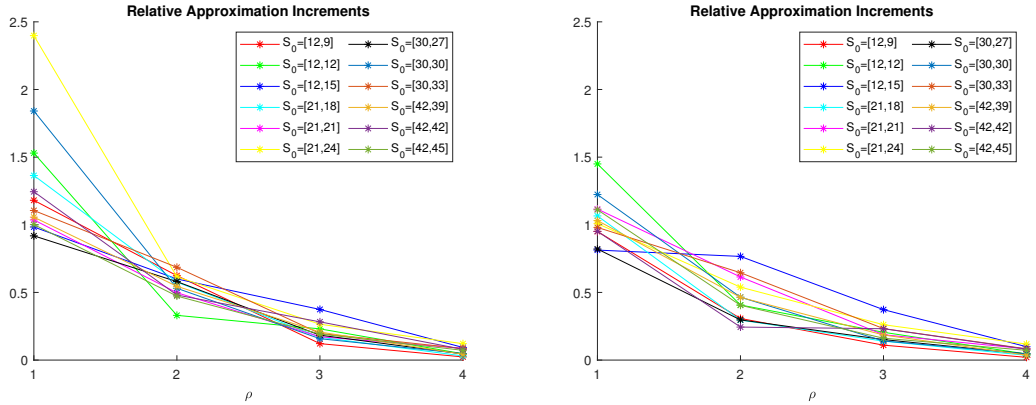 Relative Approximation Increments
2.5
2
1.5
1
0.5
0
1
2
3
4
ρ
S0=[12,9]
S0=[12,12]
S0=[12,15]
S0=[21,18]
S0=[21,21]
S0=[21,24]
S0=[30,27]
S0=[30,30]
S0=[30,33]
S0=[42,39]
S0=[42,42]
S0=[42,45]
Relative Approximation Increments
2.5
2
1.5
1
0.5
0
1
2
3
4
ρ
S0=[12,9]
S0=[12,12]
S0=[12,15]
S0=[21,18]
S0=[21,21]
S0=[21,24]
S0=[30,27]
S0=[30,30]
S0=[30,33]
S0=[42,39]
S0=[42,42]
S0=[42,45]